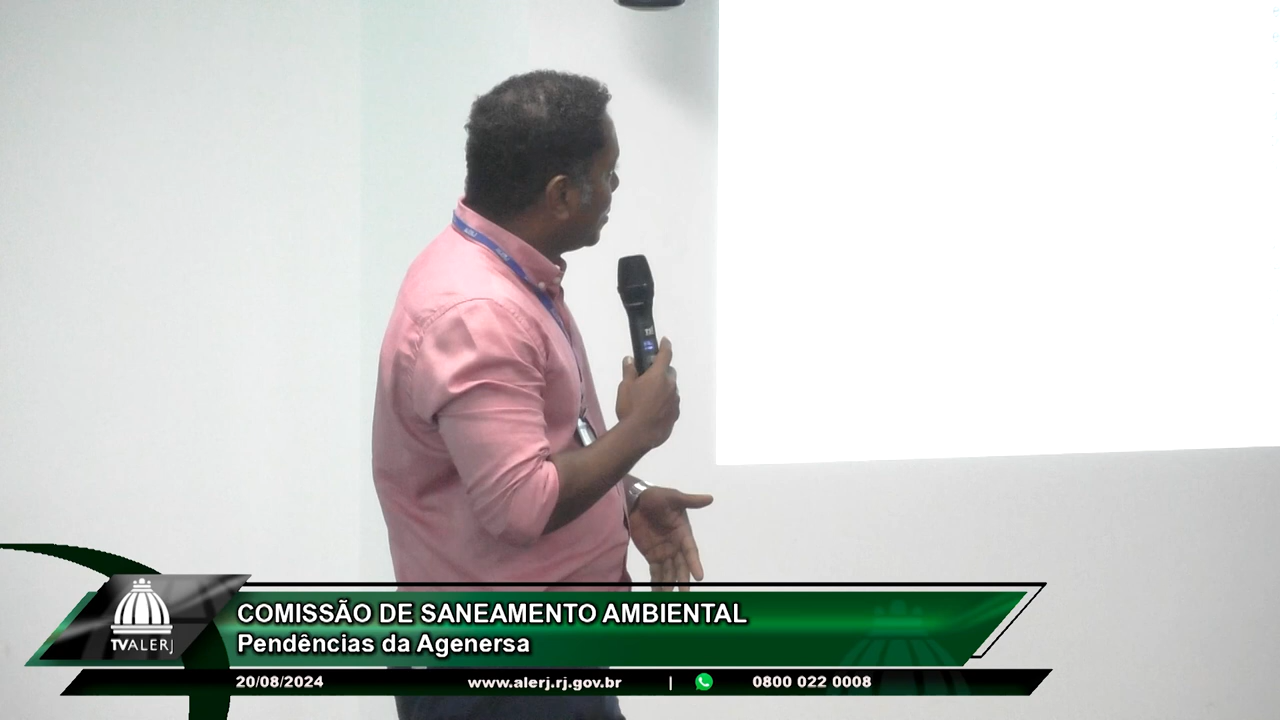 COMISSÃO DE SANEAMENTO AMBIENTAL
Pendências da Agenersa
TVALERJ
20/08/2024 www.alerj.rj.gov.br | 0800 022 0008